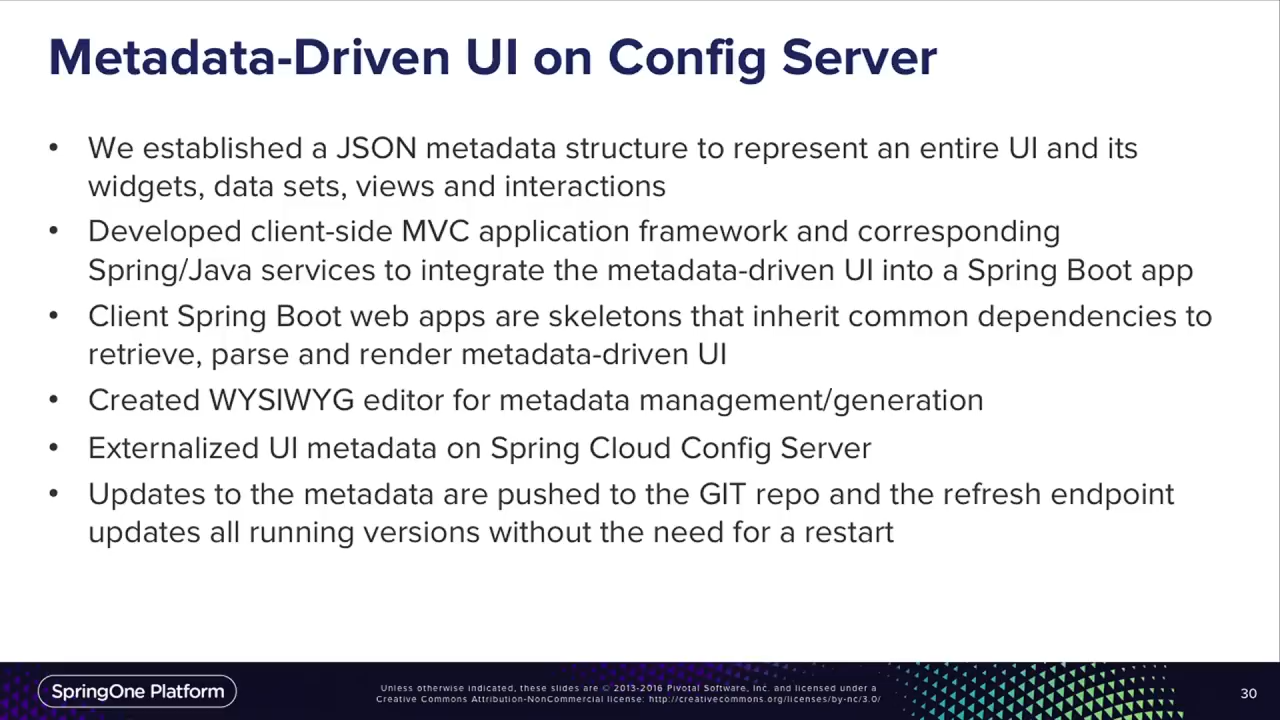 Metadata-Driven UI on Config Server
• We established a JSON metadata structure to represent an entire UI and its
widgets, data sets, views and interactions
• Developed client-side MVC application framework and corresponding
Spring/Java services to integrate the metadata-driven UI into a Spring Boot app
• Client Spring Boot web apps are skeletons that inherit common dependencies to
retrieve, parse and render metadata-driven UI
• Created WYSIWYG editor for metadata management/generation
• Externalized UI metadata on Spring Cloud Config Server
• Updates to the metadata are pushed to the GIT repo and the refresh endpoint
updates all running versions without the need for a restart
SpringOne Platform
Unless otherwise indicated, these slides are © 2013-2016 Pivotal Software, Inc. and licensed under a
Creative Commons Attribution-NonCommercial license: http://creativecommons.org/licenses/by-nc/3.0/
30